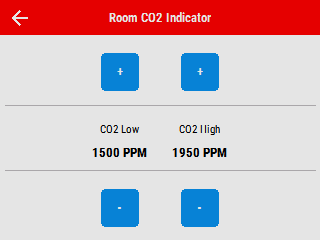 Room CO2 Indicator
+ +
CO2 Low CO2 High
1500 PPM 1950 PPM
- -